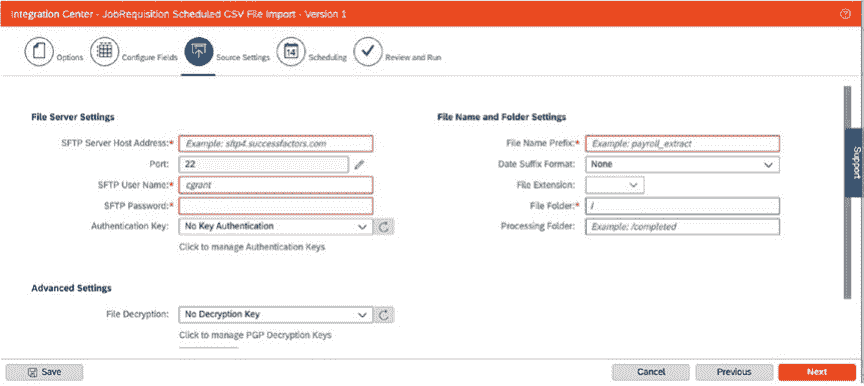 Integration Center - JobRequisition Scheduled CSV File Import - Version 1
Options
Configure Fields
Source Settings
14
Scheduling
Review and Run
File Server Settings
SFTP Server Host Address:* Example: sftp4.successfactors.com
Port: 22
SFTP User Name:* cgrant
SFTP Password:*
Authentication Key: No Key Authentication
Click to manage Authentication Keys
Advanced Settings
File Decryption: No Decryption Key
Click to manage PGP Decryption Keys
File Name and Folder Settings
File Name Prefix:* Example: payroll_extract
Date Suffix Format: None
File Extension:
File Folder:* /
Processing Folder: Example: /completed
Support
Save
Cancel
Previous
Next